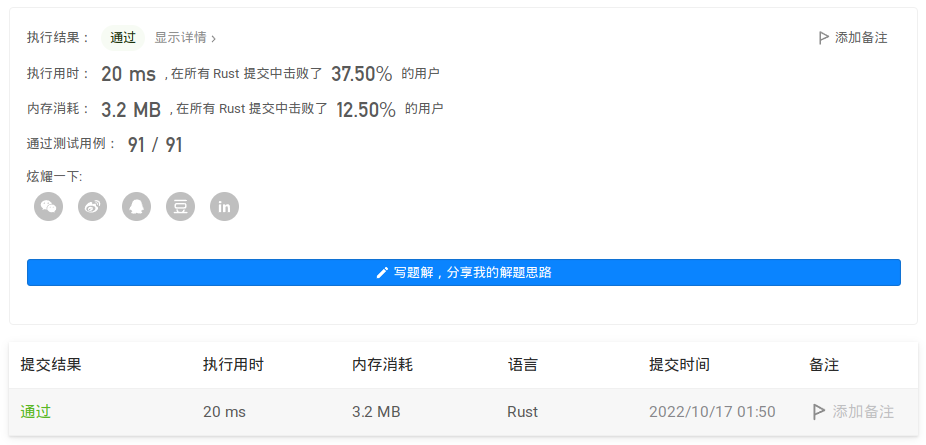 执行结果： 通过 显示详情 > 添加备注
执行用时： 20 ms , 在所有 Rust 提交中击败了 37.50% 的用户
内存消耗： 3.2 MB , 在所有 Rust 提交中击败了 12.50% 的用户
通过测试用例： 91 / 91
炫耀一下:
豆 in
写题解，分享我的解题思路
提交结果 执行用时 内存消耗 语言 提交时间 备注
通过 20 ms 3.2 MB Rust 2022/10/17 01:50 添加备注